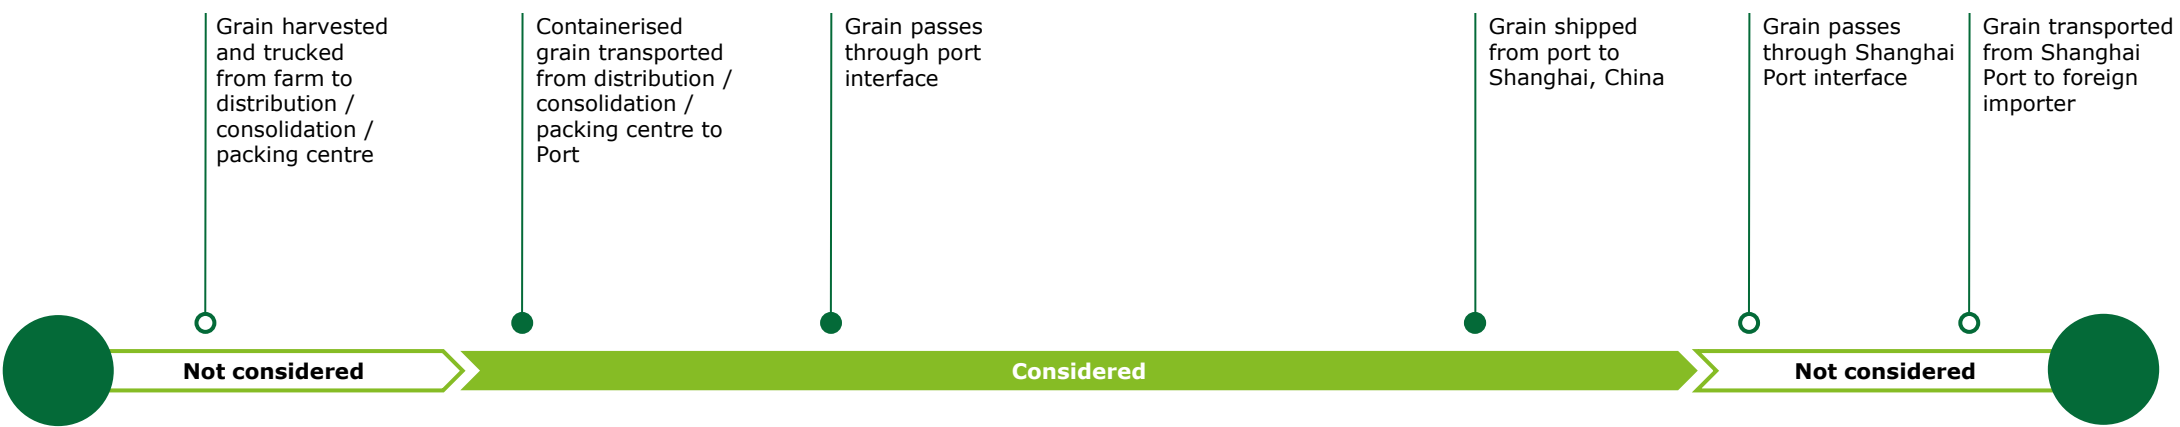 Grain harvested
and trucked
from farm to
distribution /
consolidation /
packing centre
Containerised
grain transported
from distribution /
consolidation /
packing centre to
Port
Grain passes
through port
interface
Grain shipped
from port to
Shanghai, China
Grain passes
through Shanghai
Port interface
Grain transported
from Shanghai
Port to foreign
importer
Not considered
Considered
Not considered